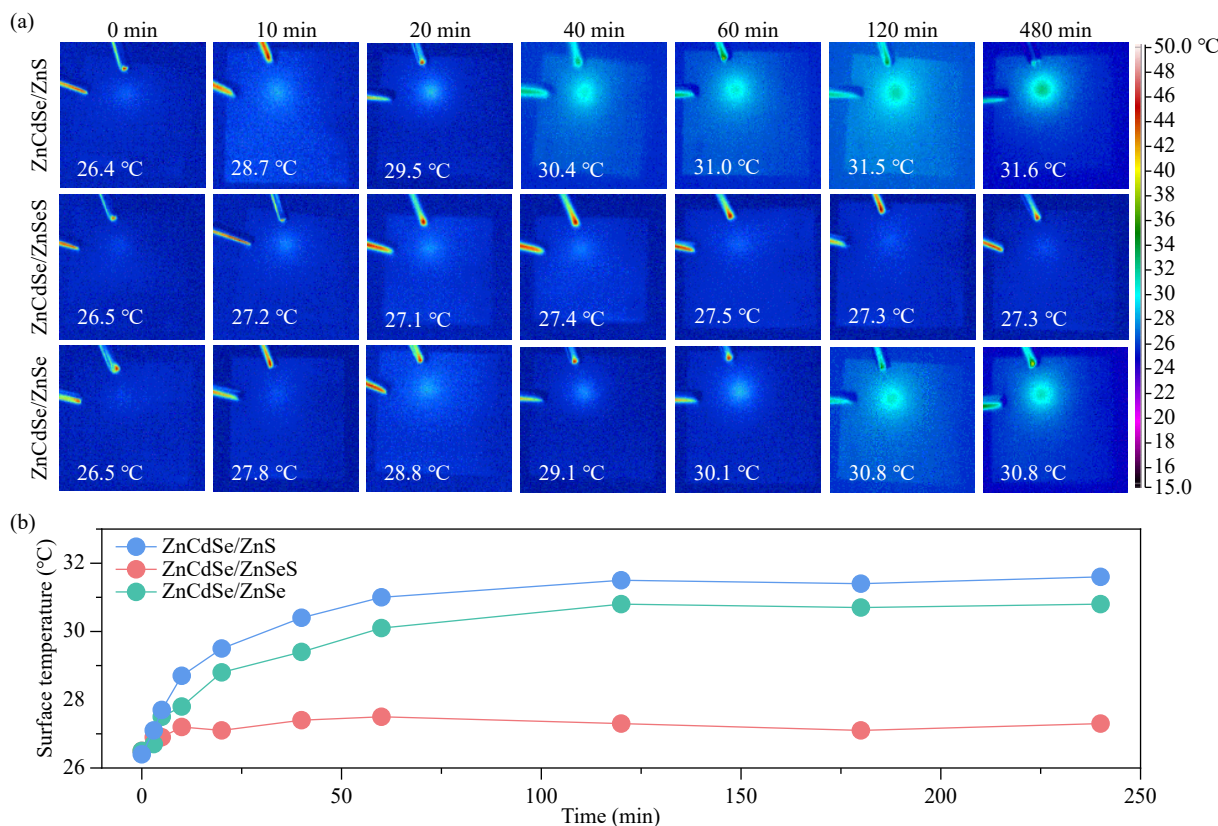 (a)
0 min 10 min 20 min 40 min 60 min 120 min 480 min
ZnCdSe/ZnS
26.4 ℃ 28.7 ℃ 29.5 ℃ 30.4 ℃ 31.0 ℃ 31.5 ℃ 31.6 ℃
ZnCdSe/ZnSeS
26.5 ℃ 27.2 ℃ 27.1 ℃ 27.4 ℃ 27.5 ℃ 27.3 ℃ 27.3 ℃
ZnCdSe/ZnSe
26.5 ℃ 27.8 ℃ 28.8 ℃ 29.1 ℃ 30.1 ℃ 30.8 ℃ 30.8 ℃
50.0 ℃
48
46
44
42
40
38
36
34
32
30
28
26
24
22
20
18
16
15.0
(b)
ZnCdSe/ZnS
ZnCdSe/ZnSeS
ZnCdSe/ZnSe
Surface temperature (℃)
32
30
28
26
0 50 100 150 200 250
Time (min)